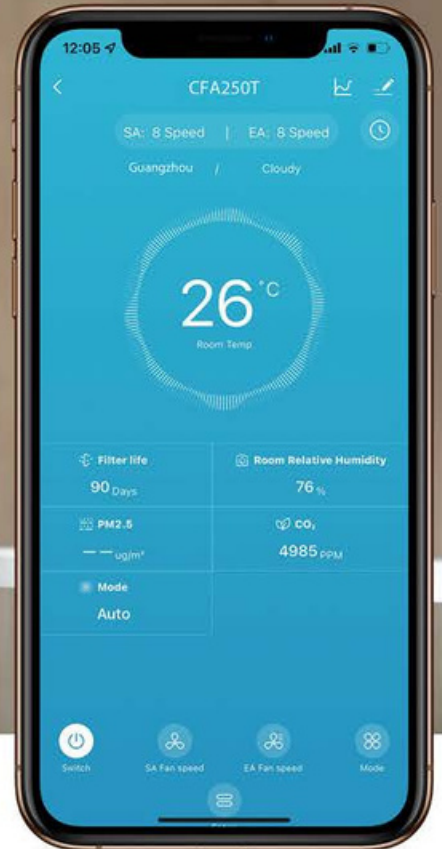 12:05
CFA250T
SA: 8 Speed | EA: 8 Speed
Guangzhou / Cloudy
26 °C
Room Temp
Filter life
90 Days
Room Relative Humidity
76 %
PM2.5
-- ug/m³
CO₂
4985 PPM
Mode
Auto
Switch
SA Fan speed
EA Fan speed
Mode